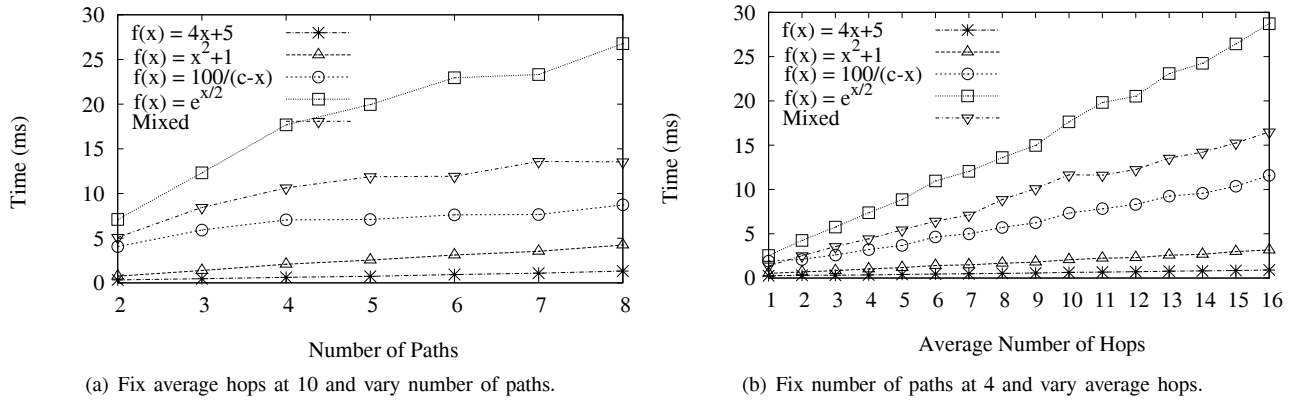 30
25
20
15
10
5
0
Time (ms)
f(x) = 4x+5
f(x) = x²+1
f(x) = 100/(c-x)
f(x) = e^{x/2}
Mixed
2 3 4 5 6 7 8
Number of Paths
(a) Fix average hops at 10 and vary number of paths.
30
25
20
15
10
5
0
Time (ms)
f(x) = 4x+5
f(x) = x²+1
f(x) = 100/(c-x)
f(x) = e^{x/2}
Mixed
1 2 3 4 5 6 7 8 9 10 11 12 13 14 15 16
Average Number of Hops
(b) Fix number of paths at 4 and vary average hops.